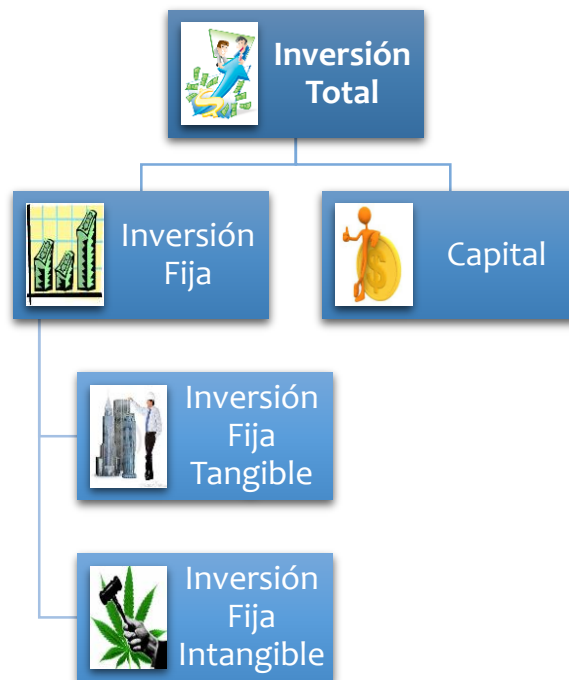 Inversión
Total
Inversión
Fija
Capital
Inversión
Fija
Tangible
Inversión
Fija
Intangible